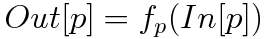 Out[p] = f_p(In[p])